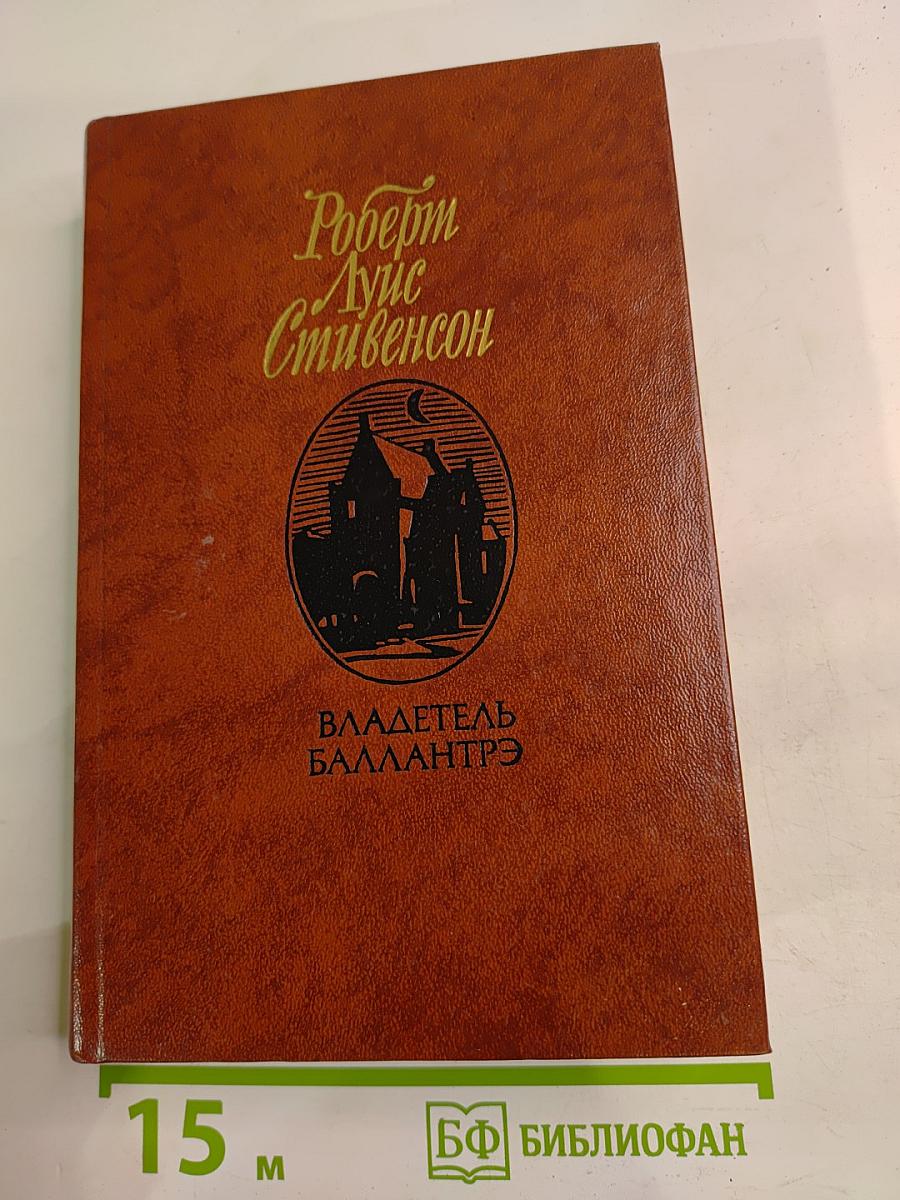 Роберт
Луис
Стивенсон
ВЛАДЕТЕЛЬ
БАЛЛАНТРЭ
15 м
БФ БИБЛИОФАН